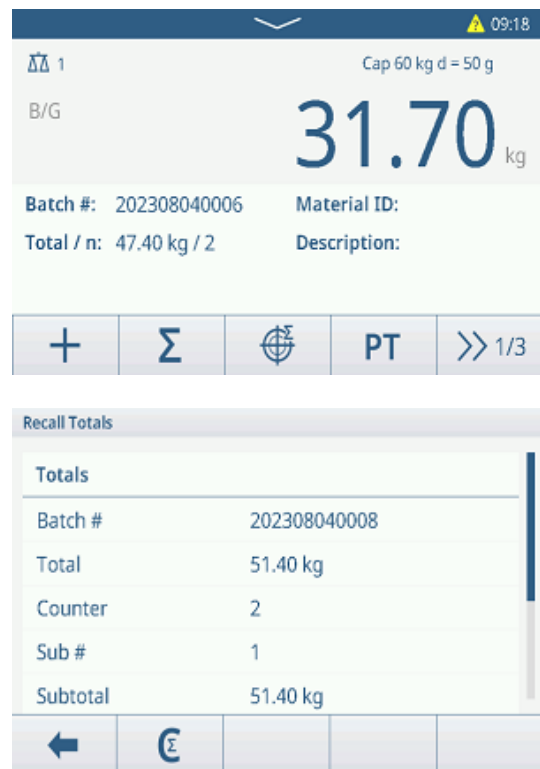 09:18
1 Cap 60 kg d = 50 g
B/G
31.70 kg
Batch #: 202308040006 Material ID:
Total / n: 47.40 kg / 2 Description:
+ Σ Σ PT 1/3
Recall Totals
Totals
Batch # 202308040008
Total 51.40 kg
Counter 2
Sub # 1
Subtotal 51.40 kg
C Σ